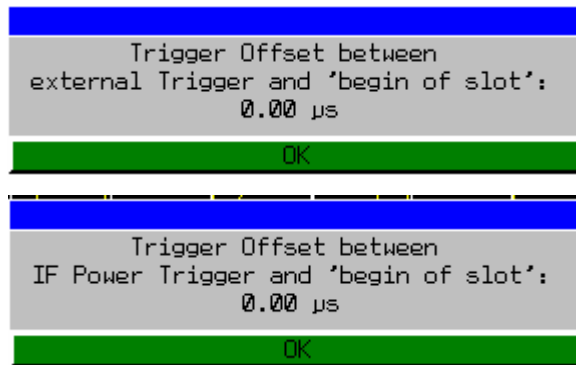 Trigger Offset between
external Trigger and 'begin of slot':
0.00 µs
OK
Trigger Offset between
IF Power Trigger and 'begin of slot':
0.00 µs
OK